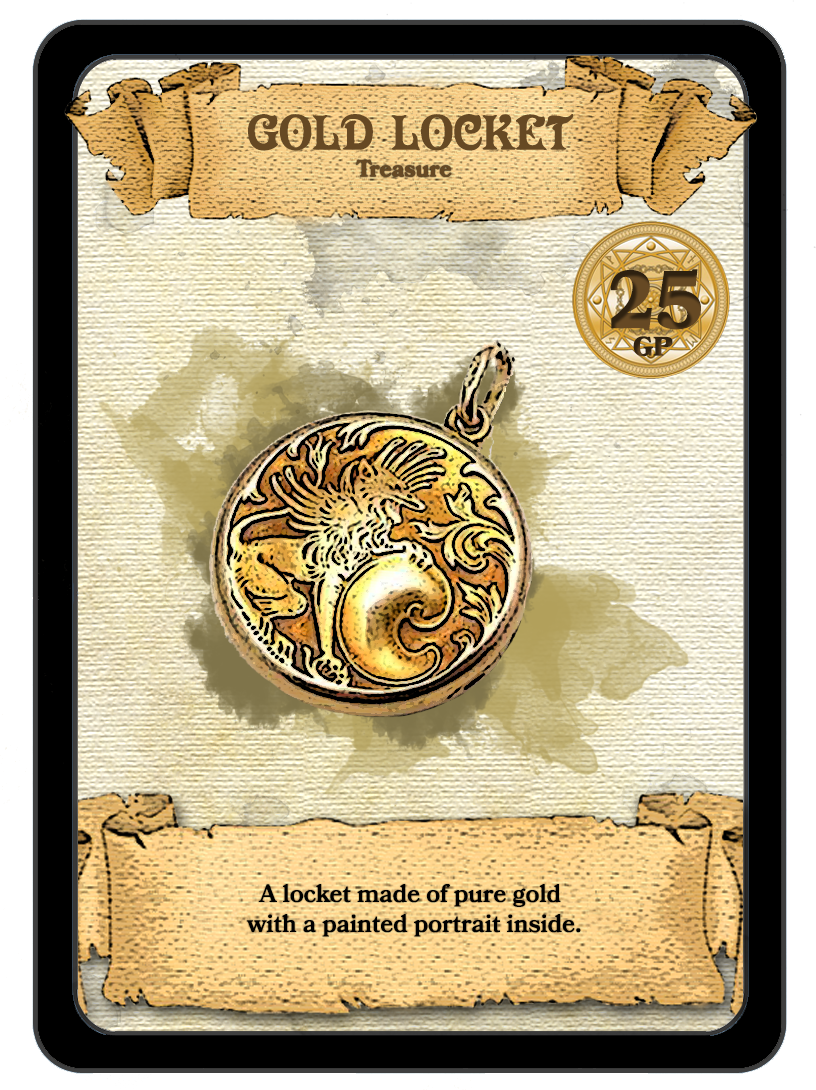 GOLD LOCKET
Treasure
25
GP
A locket made of pure gold
with a painted portrait inside.